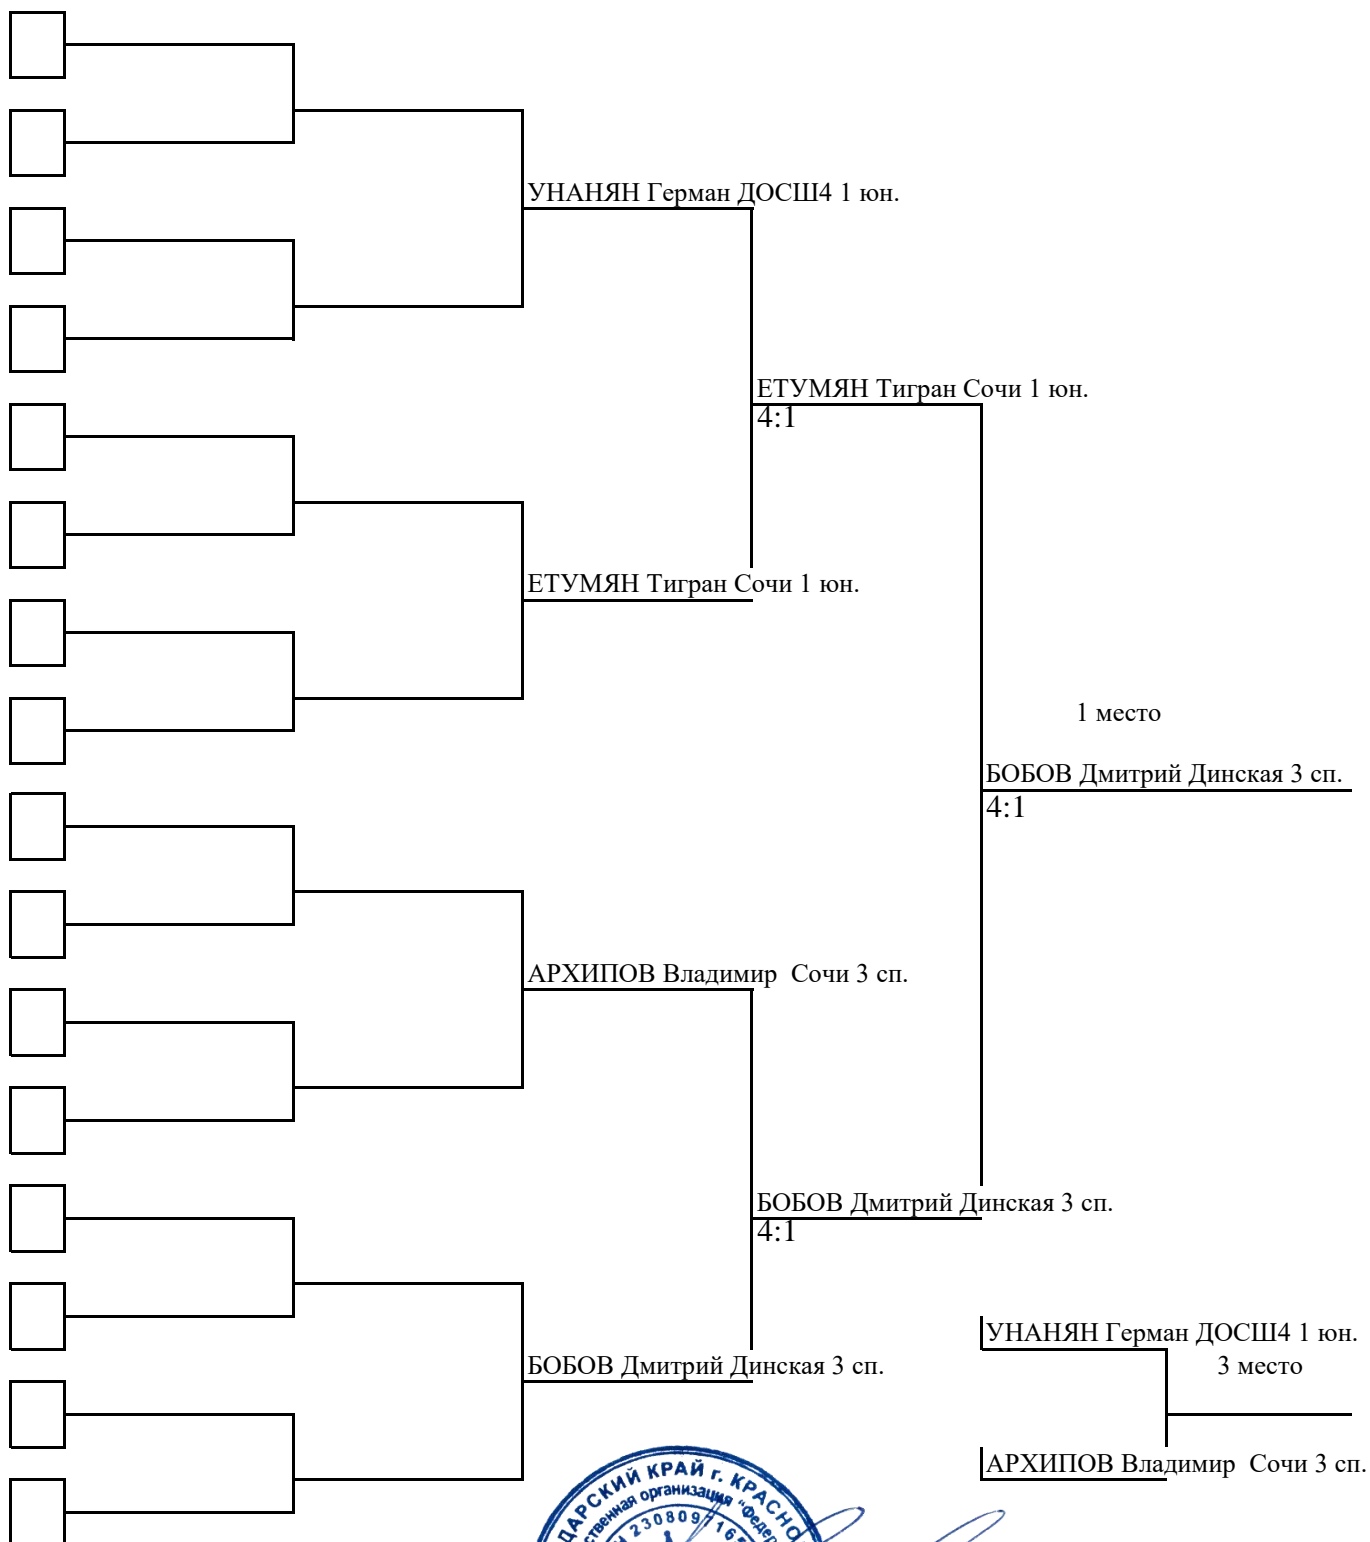 УНАНЯН Герман ДОСШ4 1 юн.
ЕТУМЯН Тигран Сочи 1 юн.
4:1
ЕТУМЯН Тигран Сочи 1 юн.
1 место
БОБОВ Дмитрий Динская 3 сп.
4:1
АРХИПОВ Владимир  Сочи 3 сп.
БОБОВ Дмитрий Динская 3 сп.
4:1
УНАНЯН Герман ДОСШ4 1 юн.
БОБОВ Дмитрий Динская 3 сп.
3 место
АРХИПОВ Владимир  Сочи 3 сп.
КРАЙ г.
организация